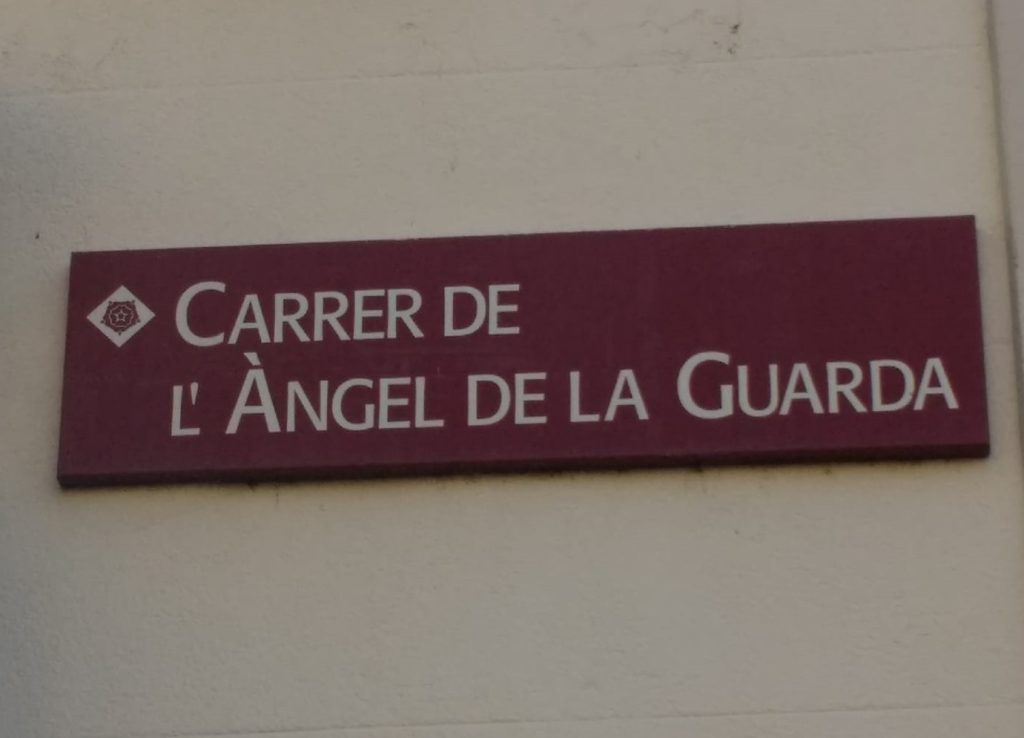 CARRER DE
L' ÀNGEL DE LA GUARDA